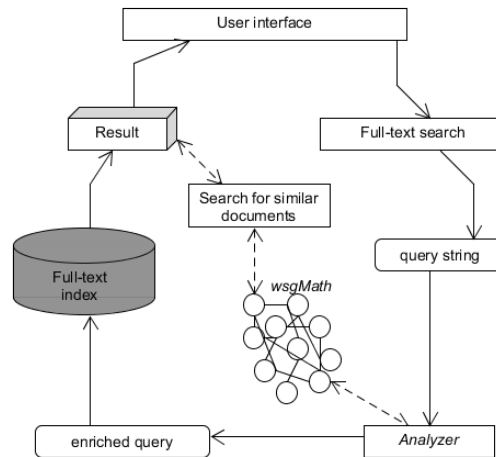 User interface
Result
Full-text search
Search for similar
documents
query string
Full-text
index
wsgMath
enriched query
Analyzer